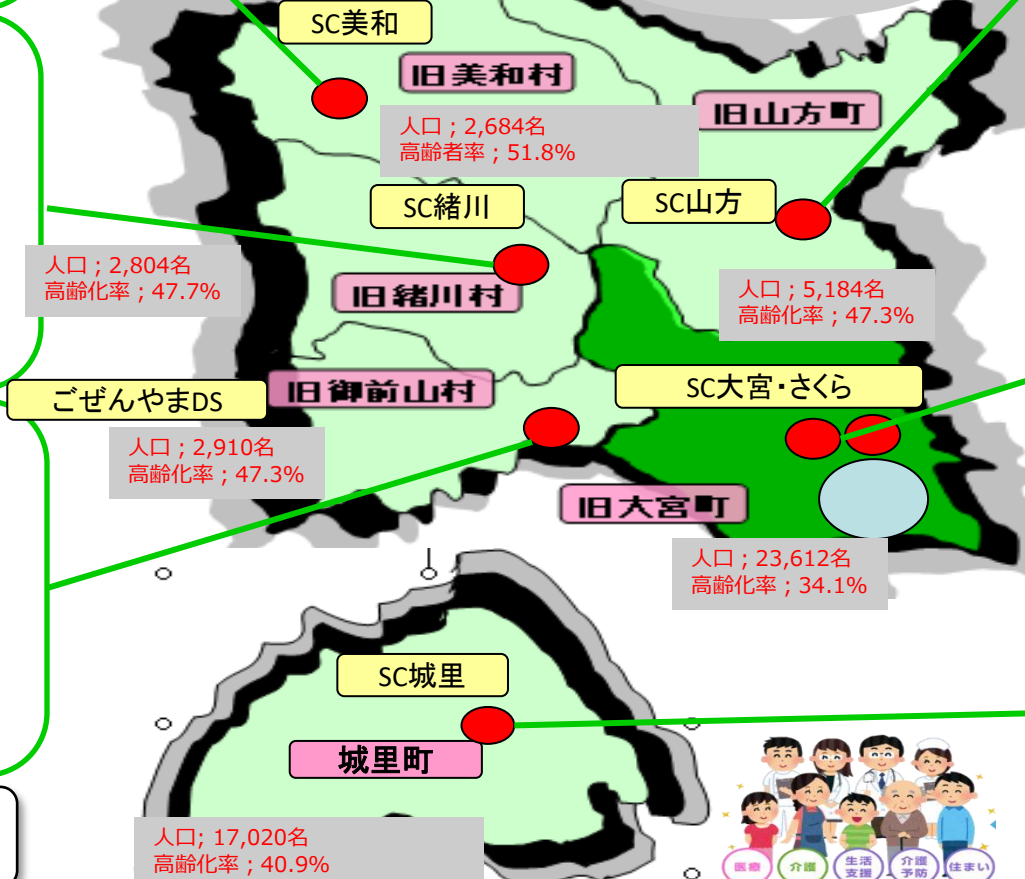 SC美和
旧美和村
旧山方町
人口；2,684名
高齢者率；51.8%
SC緒川
SC山方
人口；2,804名
高齢化率；47.7%
旧緒川村
人口；5,184名
高齢化率；47.3%
ごぜんやまDS
旧御前山村
SC大宮・さくら
人口；2,910名
高齢化率；47.3%
旧大宮町
人口；23,612名
高齢化率；34.1%
SC城里
城里町
人口; 17,020名
高齢化率；40.9%
医療
介護
生活
支援
介護
予防
住まい